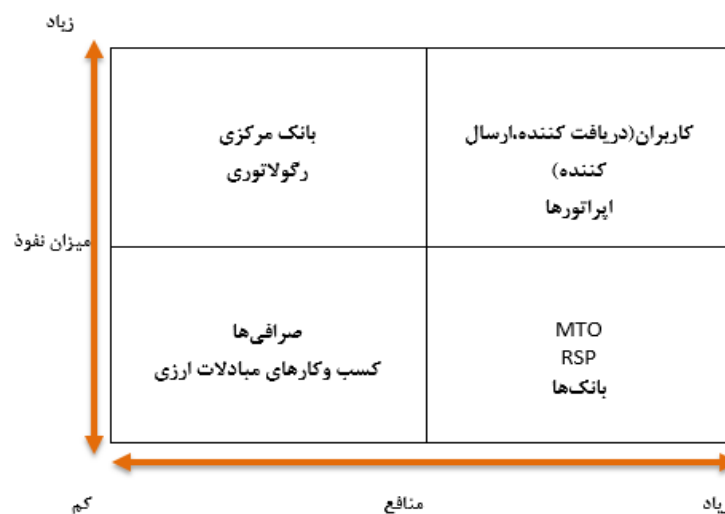 زیاد
کاربران(دریافت کننده،ارسال
کننده)
اپراتورها
بانک مرکزی
رگولاتوری
میزان نفوذ
MTO
RSP
بانک‌ها
صرافی‌ها
کسب وکارهای مبادلات ارزی
زیاد
منافع
کم